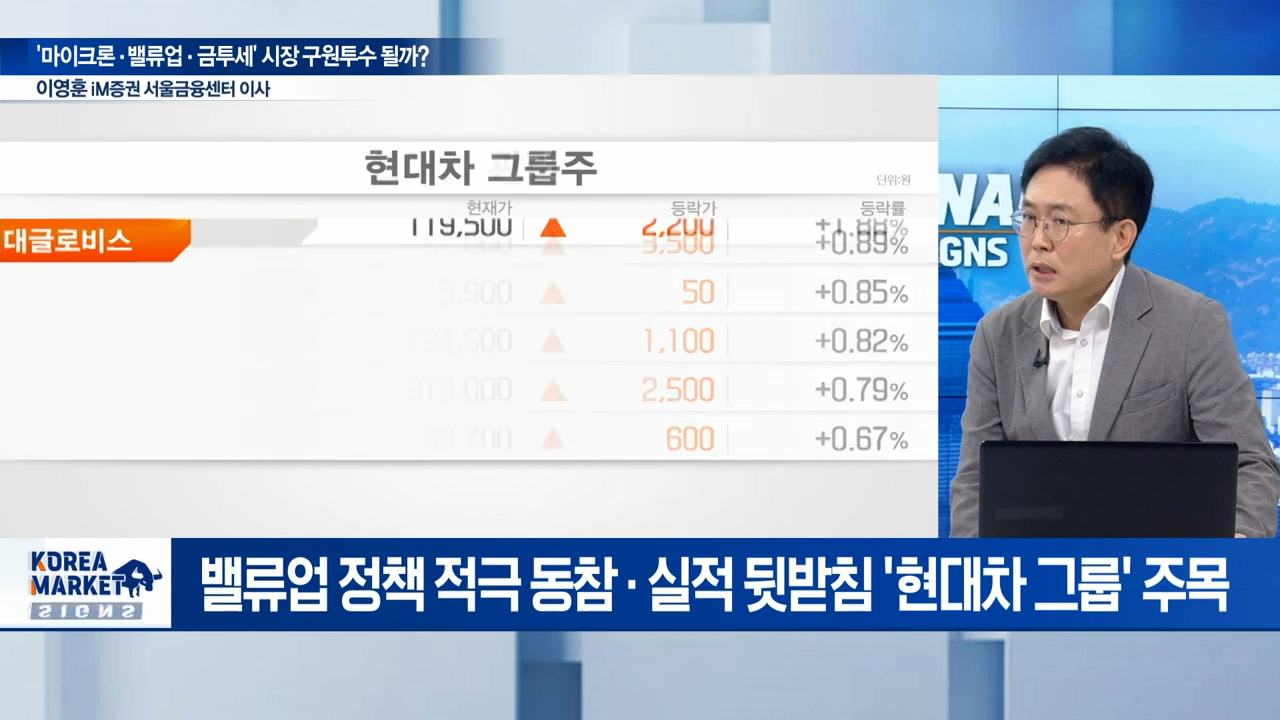 '마이크론·밸류업·금투세' 시장 구원투수 될까?
이영훈 iM증권 서울금융센터 이사
현대차 그룹주
단위:원
현재가 등락가 등락률
대글로비스 119,500 ▲ 2,200
3,500 +0.89%
5,900 ▲ 50 +0.85%
▲ 1,100 +0.82%
▲ 2,500 +0.79%
▲ 600 +0.67%
NA
GNS
KOREA
MARKET
SIGNS
밸류업 정책 적극 동참·실적 뒷받침 '현대차 그룹' 주목